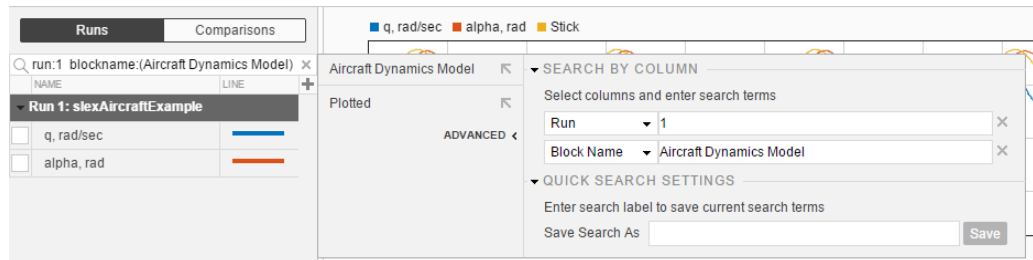 Runs Comparisons
q, rad/sec alpha, rad Stick
run:1 blockname:(Aircraft Dynamics Model) ×
NAME LINE +
Run 1: slexAircraftExample
q, rad/sec
alpha, rad
Aircraft Dynamics Model
Plotted
ADVANCED <
SEARCH BY COLUMN
Select columns and enter search terms
Run 1 ×
Block Name Aircraft Dynamics Model ×
QUICK SEARCH SETTINGS
Enter search label to save current search terms
Save Search As Save